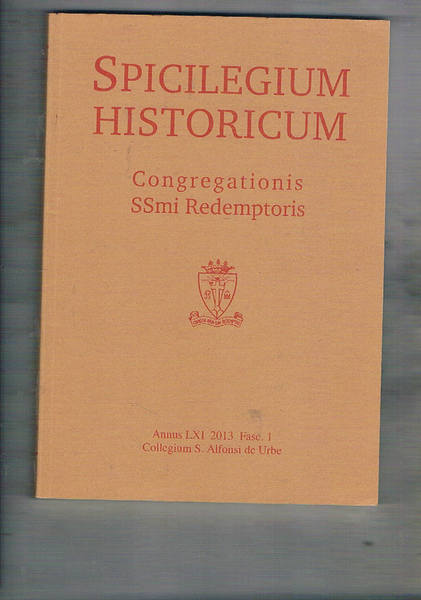 SPICILEGIUM
HISTORICUM
Congregationis
SSmi Redemptoris
Annus LXI 2013 Fasc. 1
Collegium S. Alfonsi de Urbe